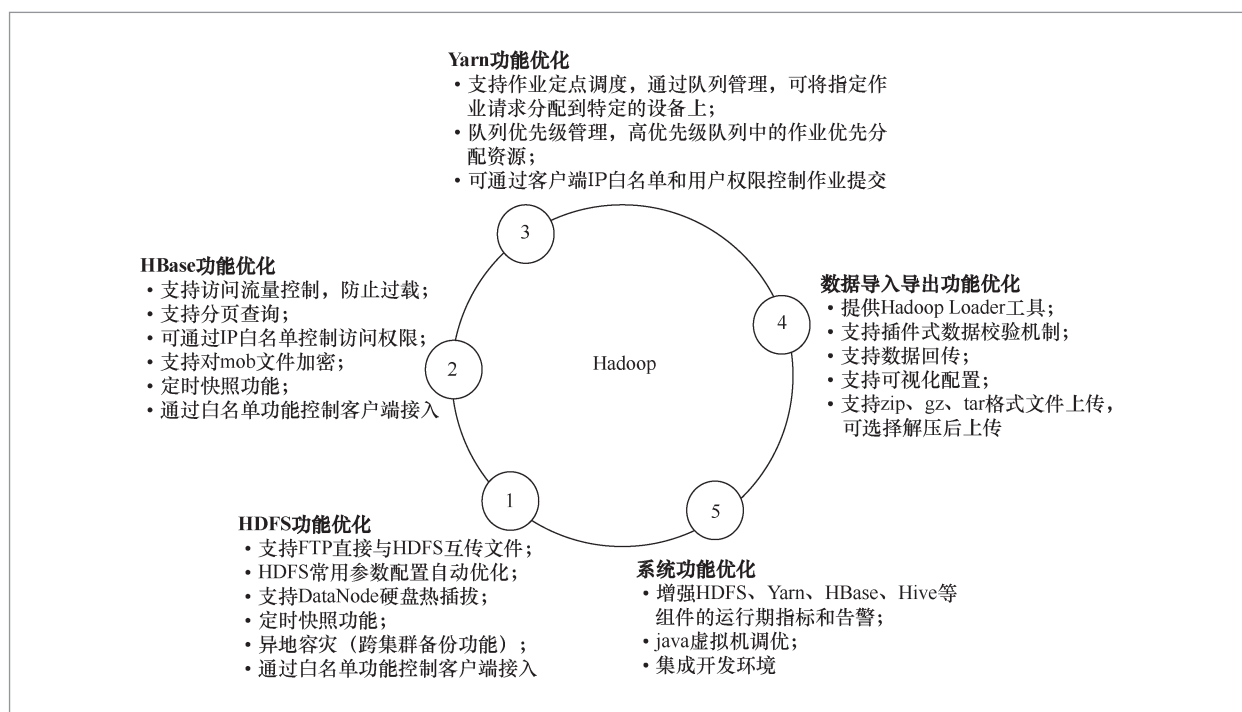 Yarn功能优化
・支持作业定点调度，通过队列管理，可将指定作
业请求分配到特定的设备上；
・队列优先级管理，高优先级队列中的作业优先分
配资源；
・可通过客户端IP白名单和用户权限控制作业提交
3
HBase功能优化
・支持访问流量控制，防止过载；
・支持分页查询；
・可通过IP白名单控制访问权限；
・支持对mob文件加密；
・定时快照功能；
・通过白名单功能控制客户端接入
2
Hadoop
数据导入导出功能优化
・提供Hadoop Loader工具；
・支持插件式数据校验机制；
・支持数据回传；
・支持可视化配置；
・支持zip、gz、tar格式文件上传，
可选择解压后上传
4
HDFS功能优化
・支持FTP直接与HDFS互传文件；
・HDFS常用参数配置自动优化；
・支持DataNode硬盘热插拔；
・定时快照功能；
・异地容灾（跨集群备份功能）；
・通过白名单功能控制客户端接入
1
系统功能优化
・增强HDFS、Yarn、HBase、Hive等
组件的运行期指标和告警；
・java虚拟机调优；
・集成开发环境
5